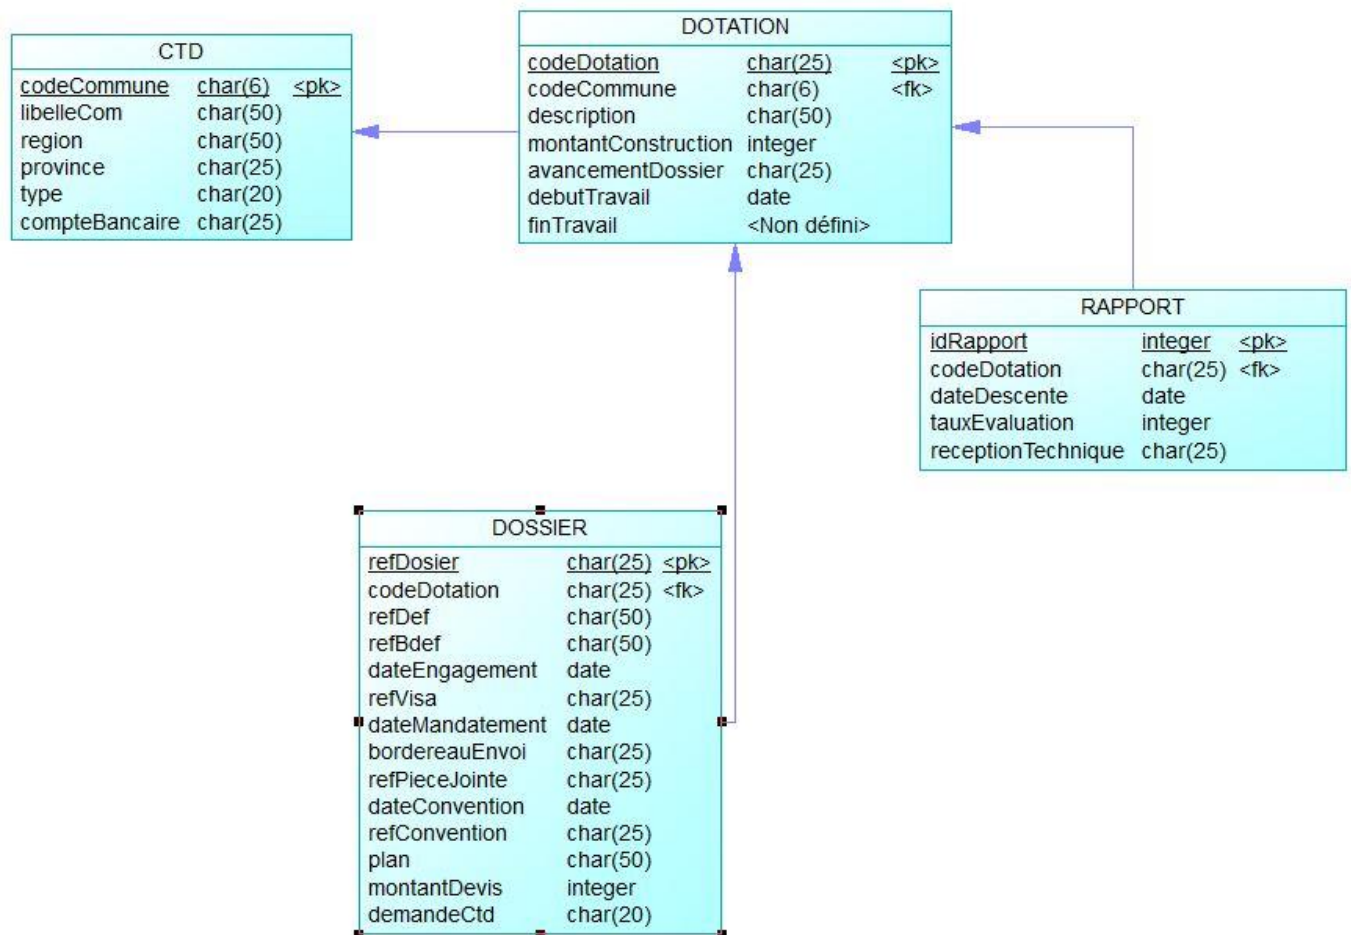 CTD
codeCommune char(6) <pk>
libelleCom char(50)
region char(50)
province char(25)
type char(20)
compteBancaire char(25)
DOTATION
codeDotation char(25) <pk>
codeCommune char(6) <fk>
description char(50)
montantConstruction integer
avancementDossier char(25)
debutTravail date
finTravail <Non défini>
RAPPORT
idRapport integer <pk>
codeDotation char(25) <fk>
dateDescente date
tauxEvaluation integer
receptionTechnique char(25)
DOSSIER
refDosier char(25) <pk>
codeDotation char(25) <fk>
refDef char(50)
refBdef char(50)
dateEngagement date
refVisa char(25)
dateMandatement date
bordereauEnvoi char(25)
refPieceJointe char(25)
dateConvention date
refConvention char(25)
plan char(50)
montantDevis integer
demandeCtd char(20)